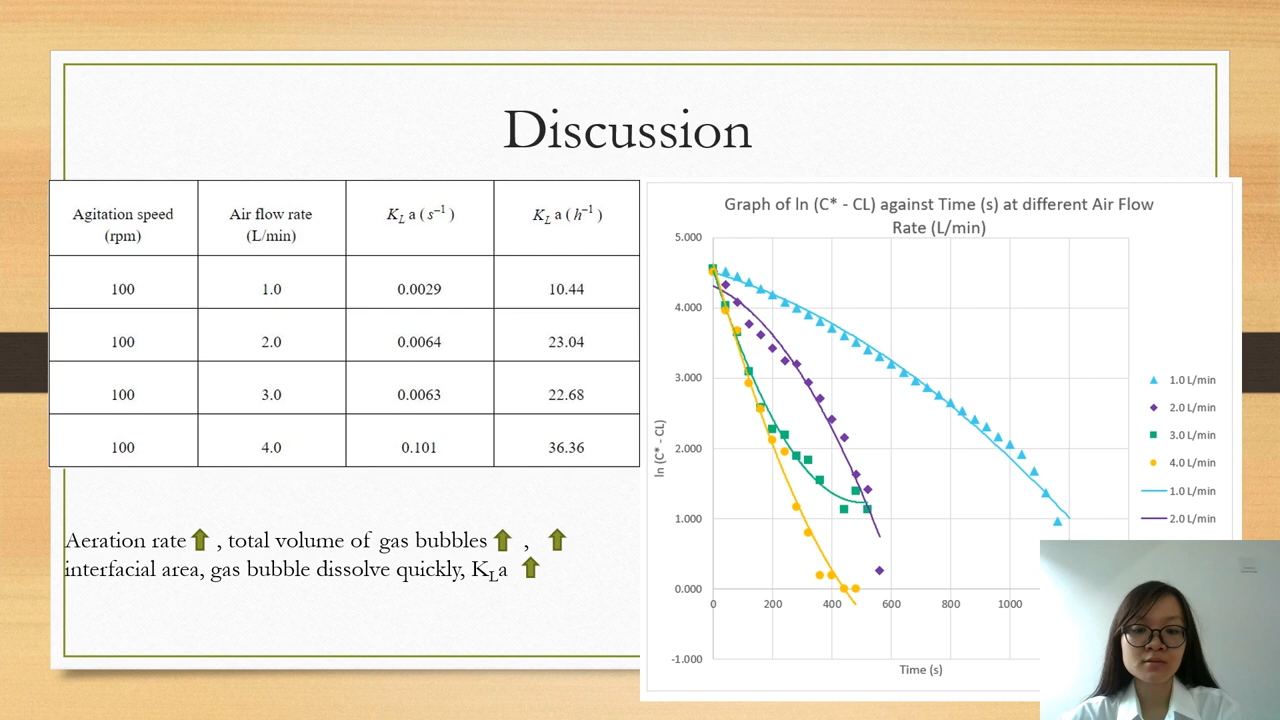 Discussion
Agitation speed (rpm) Air flow rate (L/min) K_L a ( s⁻¹ ) K_L a ( h⁻¹ )
100 1.0 0.0029 10.44
100 2.0 0.0064 23.04
100 3.0 0.0063 22.68
100 4.0 0.101 36.36
Aeration rate ⬆ , total volume of gas bubbles ⬆ , ⬆
interfacial area, gas bubble dissolve quickly, K_La ⬆
Graph of ln (C* - CL) against Time (s) at different Air Flow
Rate (L/min)
5.000
4.000
3.000
2.000
1.000
0.000
-1.000
ln (C* - CL)
0 200 400 600 800 1000
Time (s)
1.0 L/min
2.0 L/min
3.0 L/min
4.0 L/min
1.0 L/min
2.0 L/min